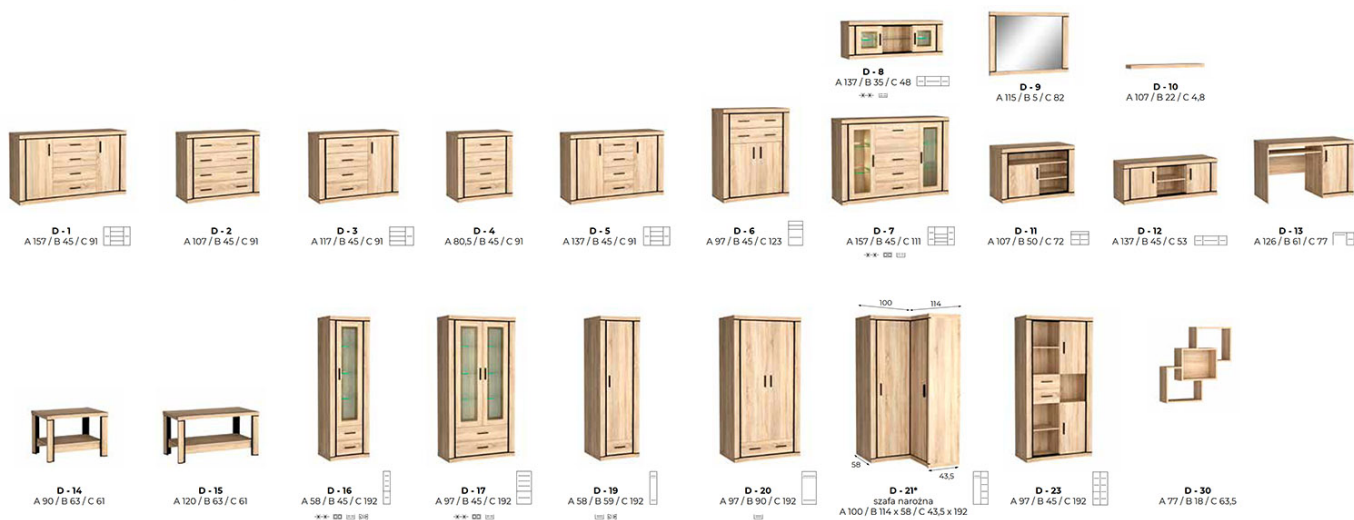 D - 8
A 137 / B 35 / C 48
D - 9
A 115 / B 5 / C 82
D - 10
A 107 / B 22 / C 4,8
D - 1
A 157 / B 45 / C 91
D - 2
A 107 / B 45 / C 91
D - 3
A 117 / B 45 / C 91
D - 4
A 80,5 / B 45 / C 91
D - 5
A 137 / B 45 / C 91
D - 6
A 97 / B 45 / C 123
D - 7
A 157 / B 45 / C 111
D - 11
A 107 / B 50 / C 72
D - 12
A 137 / B 45 / C 53
D - 13
A 126 / B 61 / C 77
D - 14
A 90 / B 63 / C 61
D - 15
A 120 / B 63 / C 61
D - 16
A 58 / B 45 / C 192
D - 17
A 97 / B 45 / C 192
D - 19
A 58 / B 59 / C 192
D - 20
A 97 / B 90 / C 192
100
114
58
43,5
D - 21*
szafa narożna
A 100 / B 114 x 58 / C 43,5 x 192
D - 23
A 97 / B 45 / C 192
D - 30
A 77 / B 18 / C 63,5